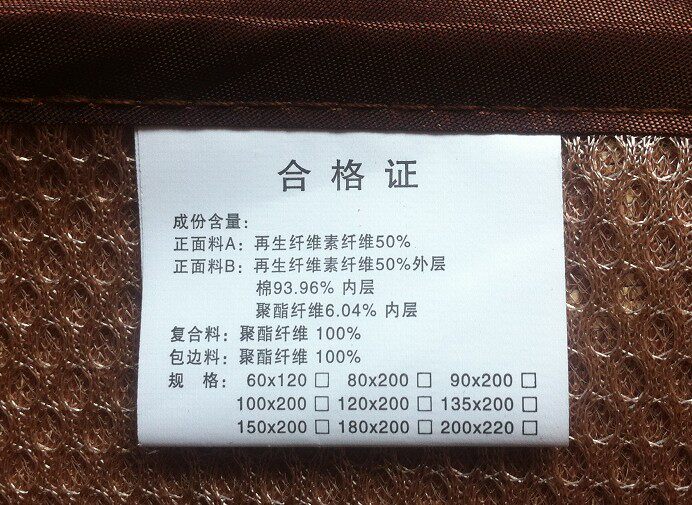 合格证
成份含量：
正面料A：再生纤维素纤维50%
正面料B：再生纤维素纤维50%外层
棉93.96% 内层
聚酯纤维6.04% 内层
复合料：聚酯纤维 100%
包边料：聚酯纤维 100%
规 格：60x120 □ 80x200 □ 90x200 □
100x200 □ 120x200 □ 135x200 □
150x200 □ 180x200 □ 200x220 □